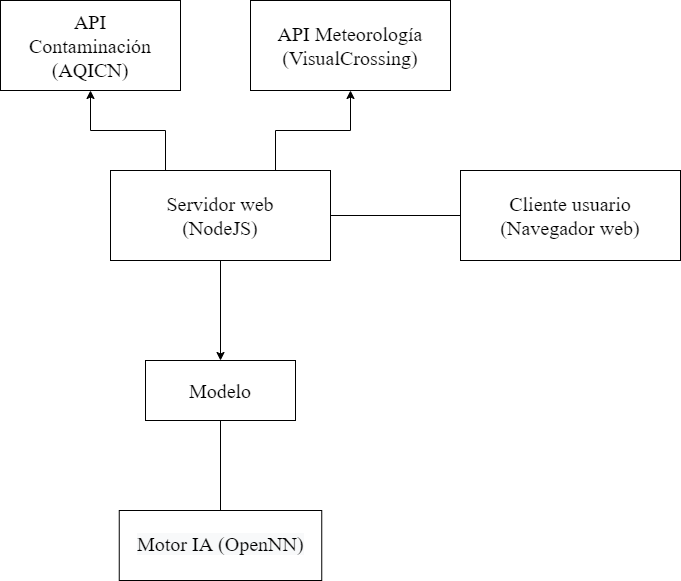 API
Contaminación
(AQICN)
API Meteorología
(VisualCrossing)
Servidor web
(NodeJS)
Cliente usuario
(Navegador web)
Modelo
Motor IA (OpenNN)